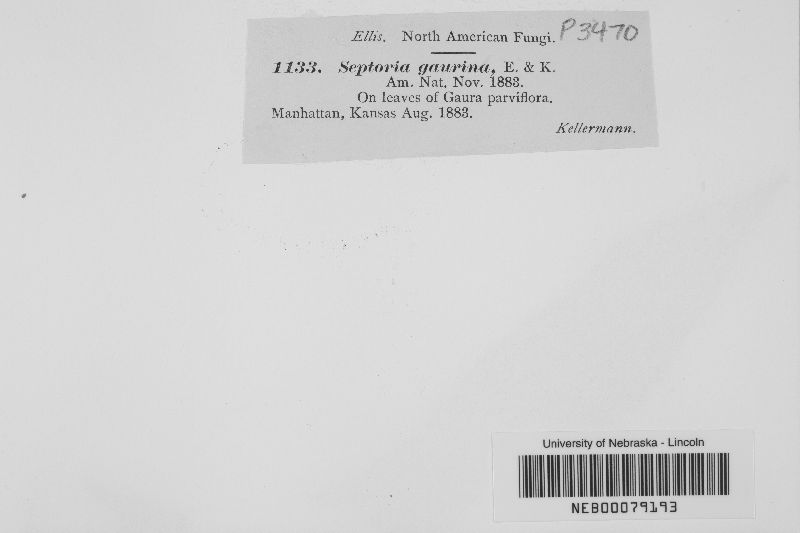 Ellis. North American Fungi. P3470
1133. Septoria gaurina, E. & K.
Am. Nat. Nov. 1883.
On leaves of Gaura parviflora.
Manhattan, Kansas Aug. 1883.
Kellermann.
University of Nebraska - Lincoln
NEB00079193